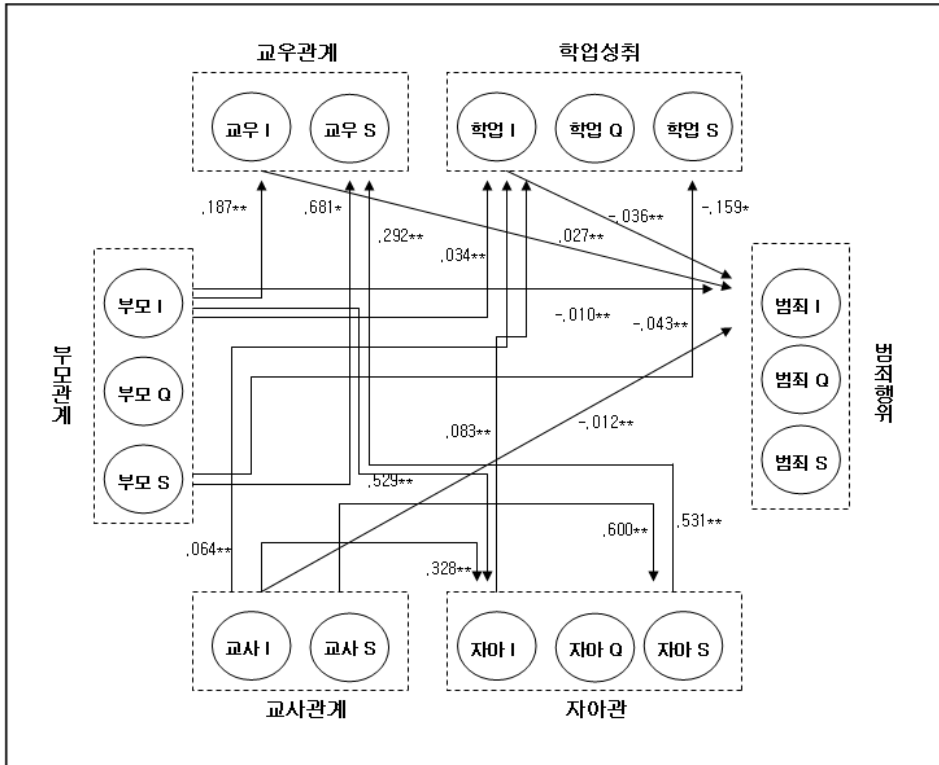 교우관계
학업성취
교우 I
교우 S
학업 I
학업 Q
학업 S
.187**
.681*
.292**
.034**
-.036**
.027**
-.159*
부모 I
부모 Q
부모 S
부모관계
-.010**
-.043**
범죄 I
범죄 Q
범죄 S
범죄행위
.083**
-.012**
.529**
.600**
.531**
.064**
.328**
교사 I
교사 S
자아 I
자아 Q
자아 S
교사관계
자아관